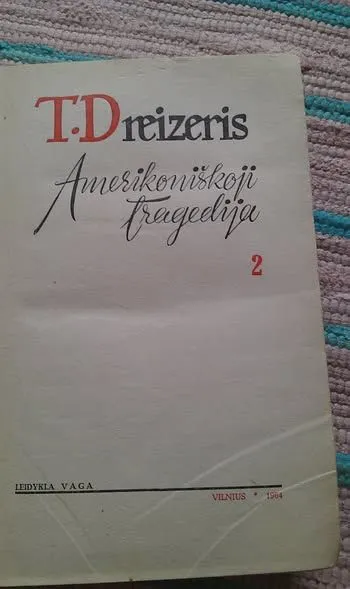 T. Dreizeris
Amerikoniškoji
tragedija
2
LEIDYKLA VAGA
VILNIUS * 1964